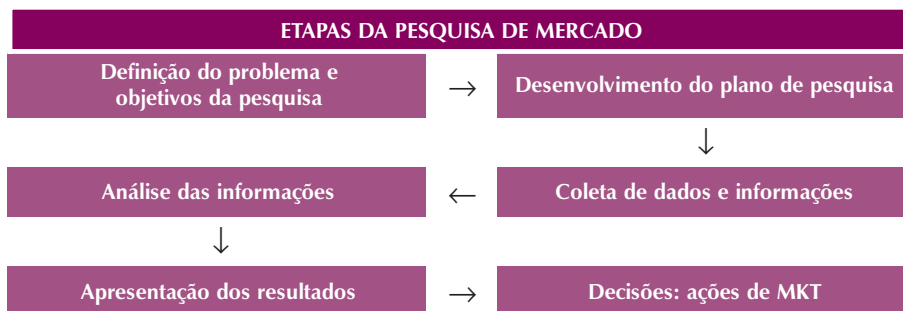 ETAPAS DA PESQUISA DE MERCADO
Definição do problema e
objetivos da pesquisa
→
Desenvolvimento do plano de pesquisa
↓
Coleta de dados e informações
←
Análise das informações
↓
Apresentação dos resultados
→
Decisões: ações de MKT